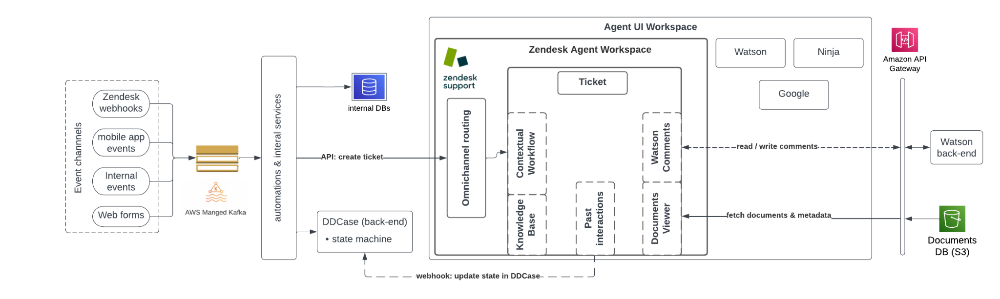 Event channnels
Zendesk
webhooks
mobile app
events
Internal
events
Web forms
K
AWS Manged Kafka
automations & interal services
internal DBs
API: create ticket
DDCase (back-end)
• state machine
webhook: update state in DDCase
Agent UI Workspace
Zendesk Agent Workspace
zendesk
support
Omnichannel routing
Ticket
Contextual
Workflow
Knowledge
Base
Past
interactions
Watson
Comments
Documents
Viewer
Watson
Ninja
Google
read / write comments
fetch documents & metadata
</>
Amazon API
Gateway
Watson
back-end
Documents
DB (S3)